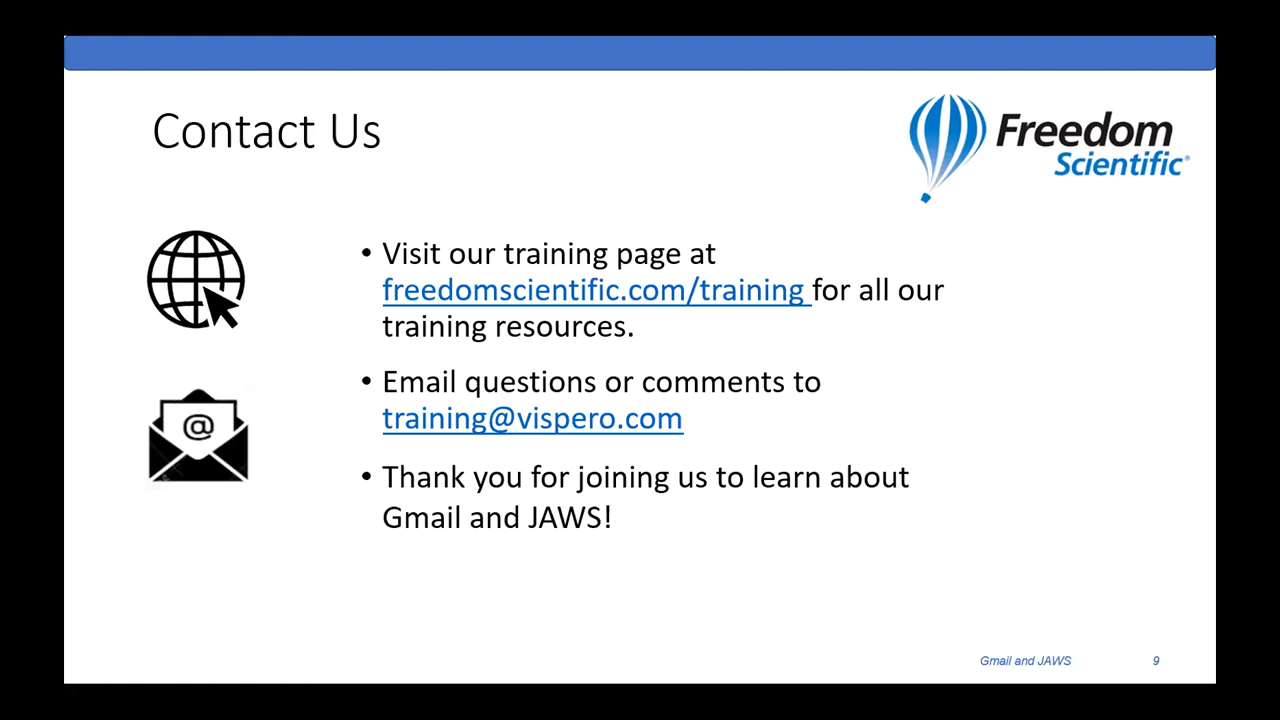 Contact Us
Freedom
Scientific®
• Visit our training page at
freedomscientific.com/training for all our
training resources.
@
• Email questions or comments to
training@vispero.com
• Thank you for joining us to learn about
Gmail and JAWS!
Gmail and JAWS 9